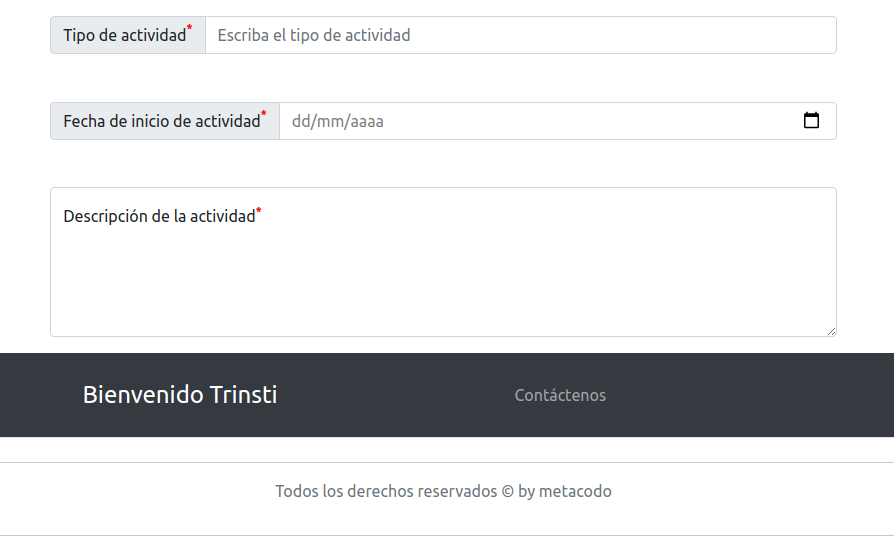 Tipo de actividad* Escriba el tipo de actividad
Fecha de inicio de actividad* dd/mm/aaaa
Descripción de la actividad*
Bienvenido Trinsti Contáctenos
Todos los derechos reservados © by metacodo